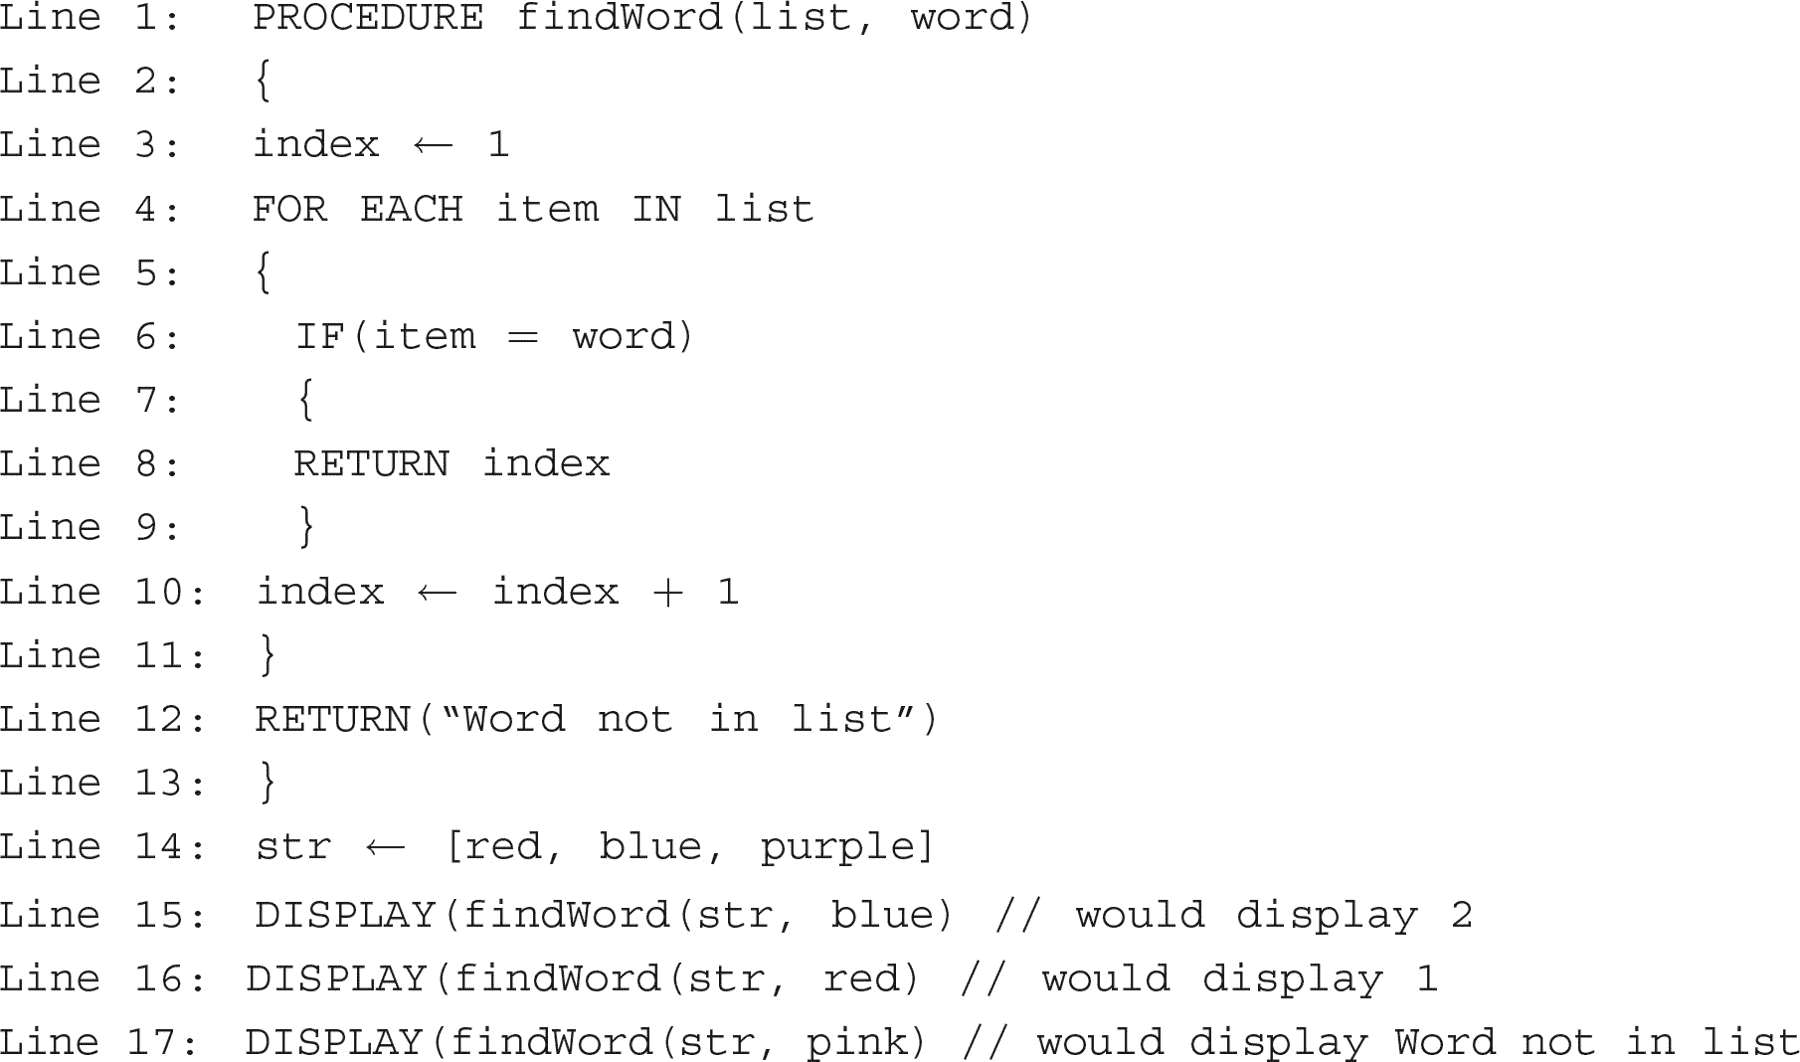 Line 1: PROCEDURE findWord(list, word)
Line 2: {
Line 3: index ← 1
Line 4: FOR EACH item IN list
Line 5: {
Line 6: IF(item = word)
Line 7: {
Line 8: RETURN index
Line 9: }
Line 10: index ← index + 1
Line 11: }
Line 12: RETURN(“Word not in list”)
Line 13: }
Line 14: str ← [red, blue, purple]
Line 15: DISPLAY(findWord(str, blue) // would display 2
Line 16: DISPLAY(findWord(str, red) // would display 1
Line 17: DISPLAY(findWord(str, pink) // would display Word not in list